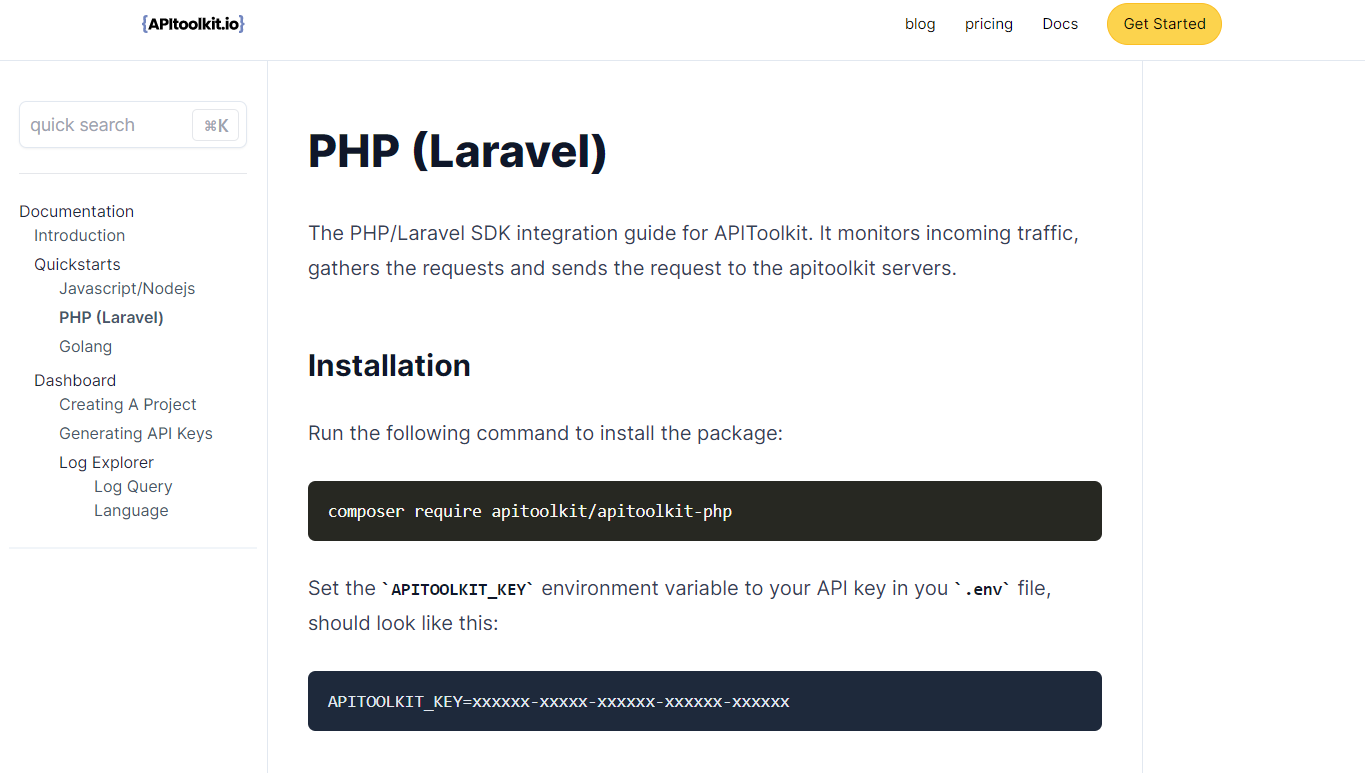 {APItoolkit.io}
blog
pricing
Docs
Get Started
quick search
⌘K
Documentation
Introduction
Quickstarts
Javascript/Nodejs
PHP (Laravel)
Golang
Dashboard
Creating A Project
Generating API Keys
Log Explorer
Log Query
Language
PHP (Laravel)
The PHP/Laravel SDK integration guide for APIToolkit. It monitors incoming traffic,
gathers the requests and sends the request to the apitoolkit servers.
Installation
Run the following command to install the package:
composer require apitoolkit/apitoolkit-php
Set the `APITOOLKIT_KEY` environment variable to your API key in you `.env` file,
should look like this:
APITOOLKIT_KEY=xxxxxx-xxxxx-xxxxxx-xxxxxx-xxxxxx